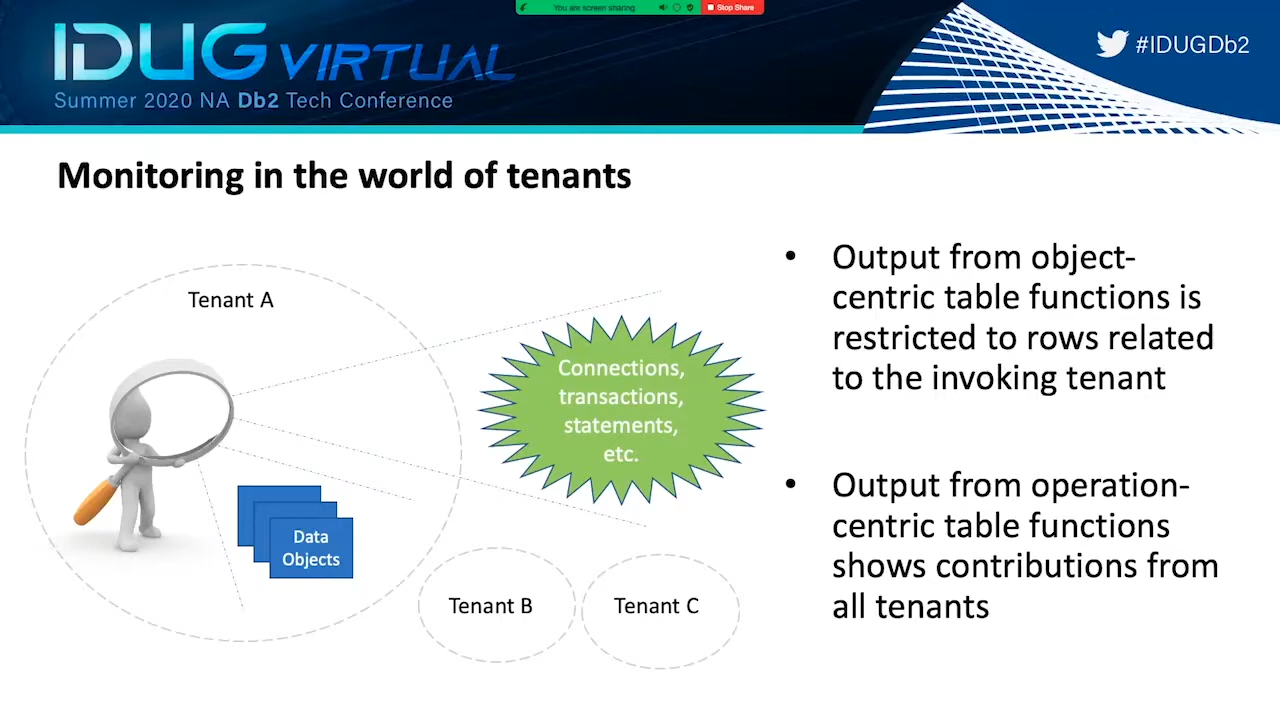 You are screen sharing
Stop Share
IDUG VIRTUAL
#IDUGDb2
Summer 2020 NA Db2 Tech Conference
Monitoring in the world of tenants
Tenant A
Connections,
transactions,
statements,
etc.
Data
Objects
Tenant B
Tenant C
• Output from object-
centric table functions is
restricted to rows related
to the invoking tenant
• Output from operation-
centric table functions
shows contributions from
all tenants